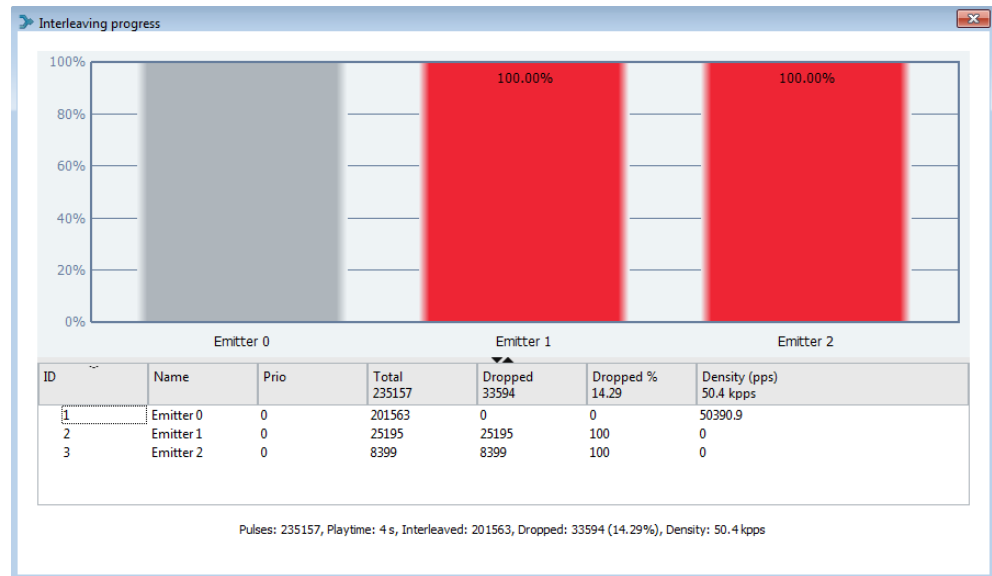 Interleaving progress
100%
100.00% 100.00%
80%
60%
40%
20%
0%
Emitter 0 Emitter 1 Emitter 2
ID Name Prio Total Dropped Dropped % Density (pps)
235157 33594 14.29 50.4 kpps
1 Emitter 0 0 201563 0 0 50390.9
2 Emitter 1 0 25195 25195 100 0
3 Emitter 2 0 8399 8399 100 0
Pulses: 235157, Playtime: 4 s, Interleaved: 201563, Dropped: 33594 (14.29%), Density: 50.4 kpps